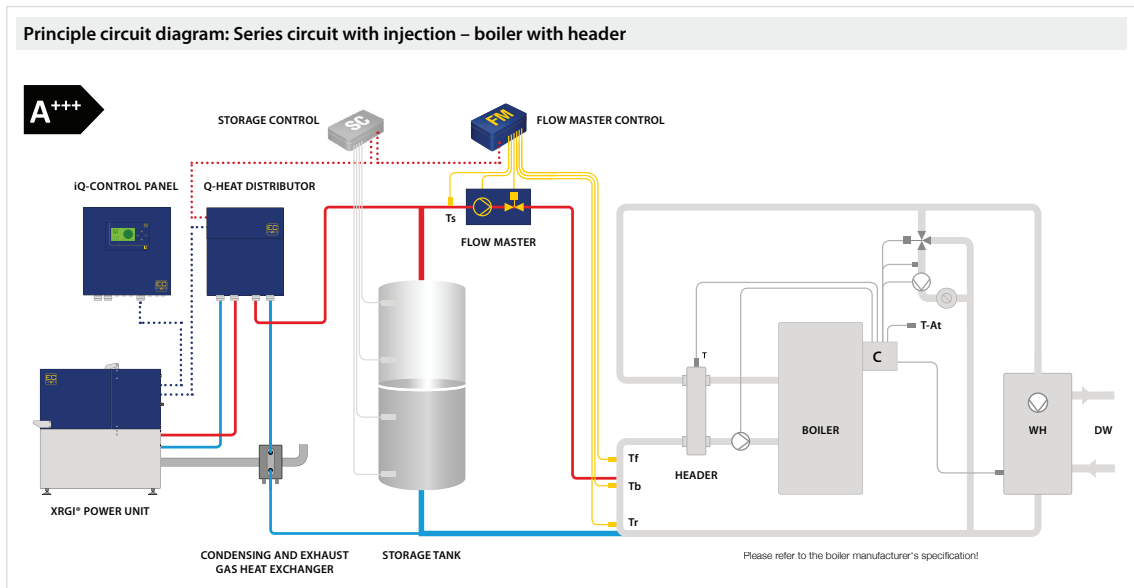 Principle circuit diagram: Series circuit with injection – boiler with header
A+++
STORAGE CONTROL
SC
FM
FLOW MASTER CONTROL
iQ-CONTROL PANEL
Q-HEAT DISTRIBUTOR
Ts
FLOW MASTER
EC
EC
EC
T-At
T
C
BOILER
WH
DW
HEADER
Tf
Tb
Tr
XRGI® POWER UNIT
CONDENSING AND EXHAUST
GAS HEAT EXCHANGER
STORAGE TANK
Please refer to the boiler manufacturer's specification!